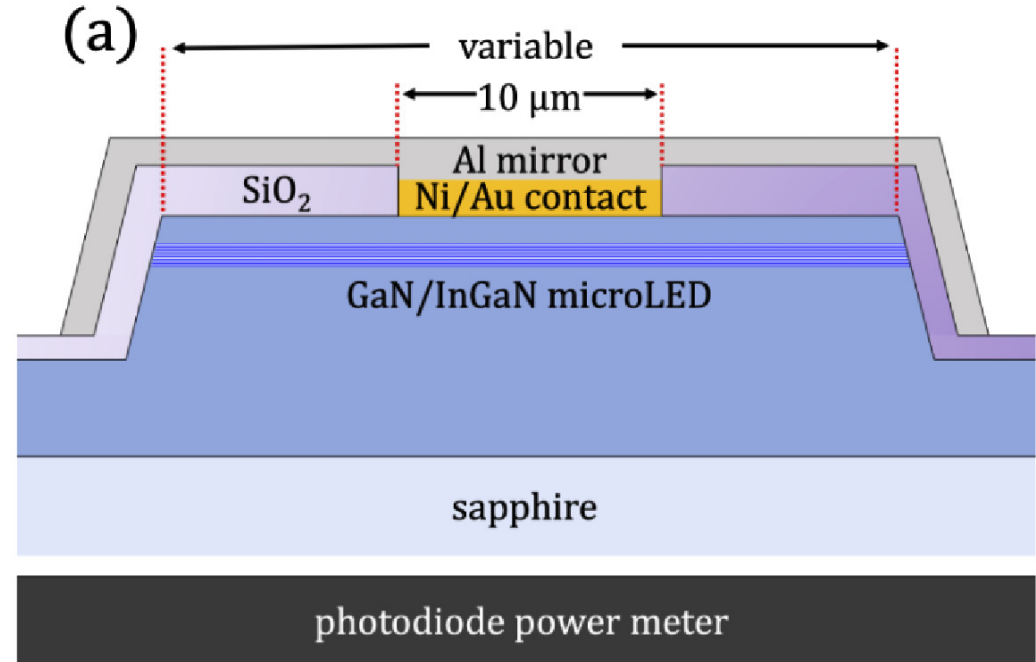 (a)
variable
10 μm
Al mirror
SiO₂
Ni/Au contact
GaN/InGaN microLED
sapphire
photodiode power meter